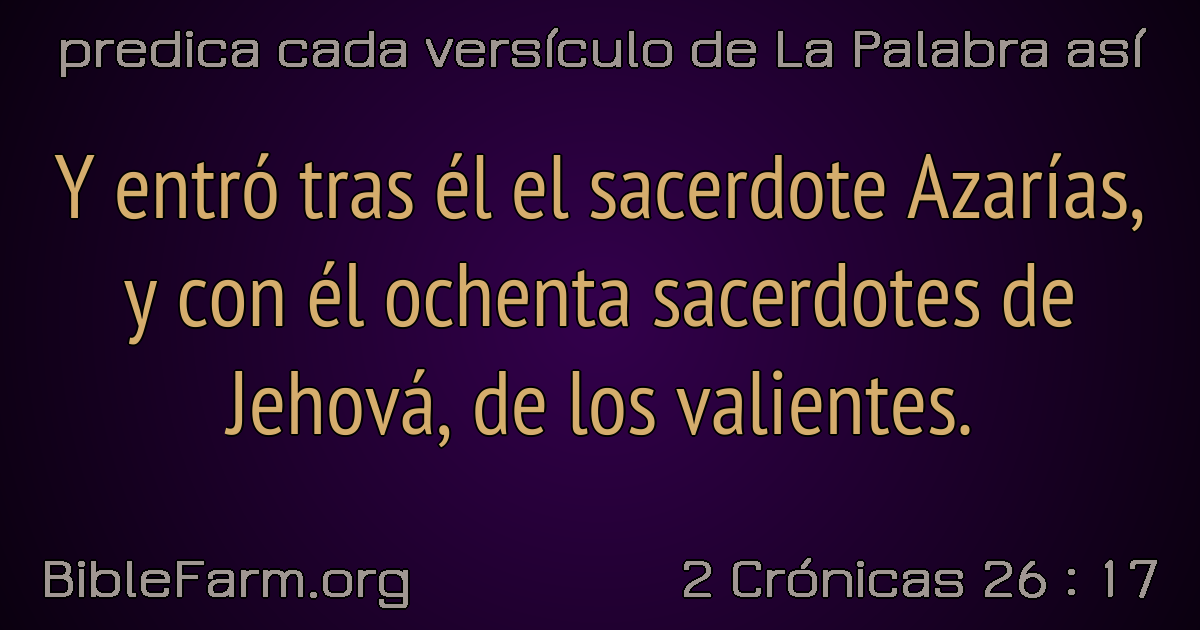 predica cada versículo de La Palabra así
Y entró tras él el sacerdote Azarías,
y con él ochenta sacerdotes de
Jehová, de los valientes.
BibleFarm.org
2 Crónicas 26 : 17